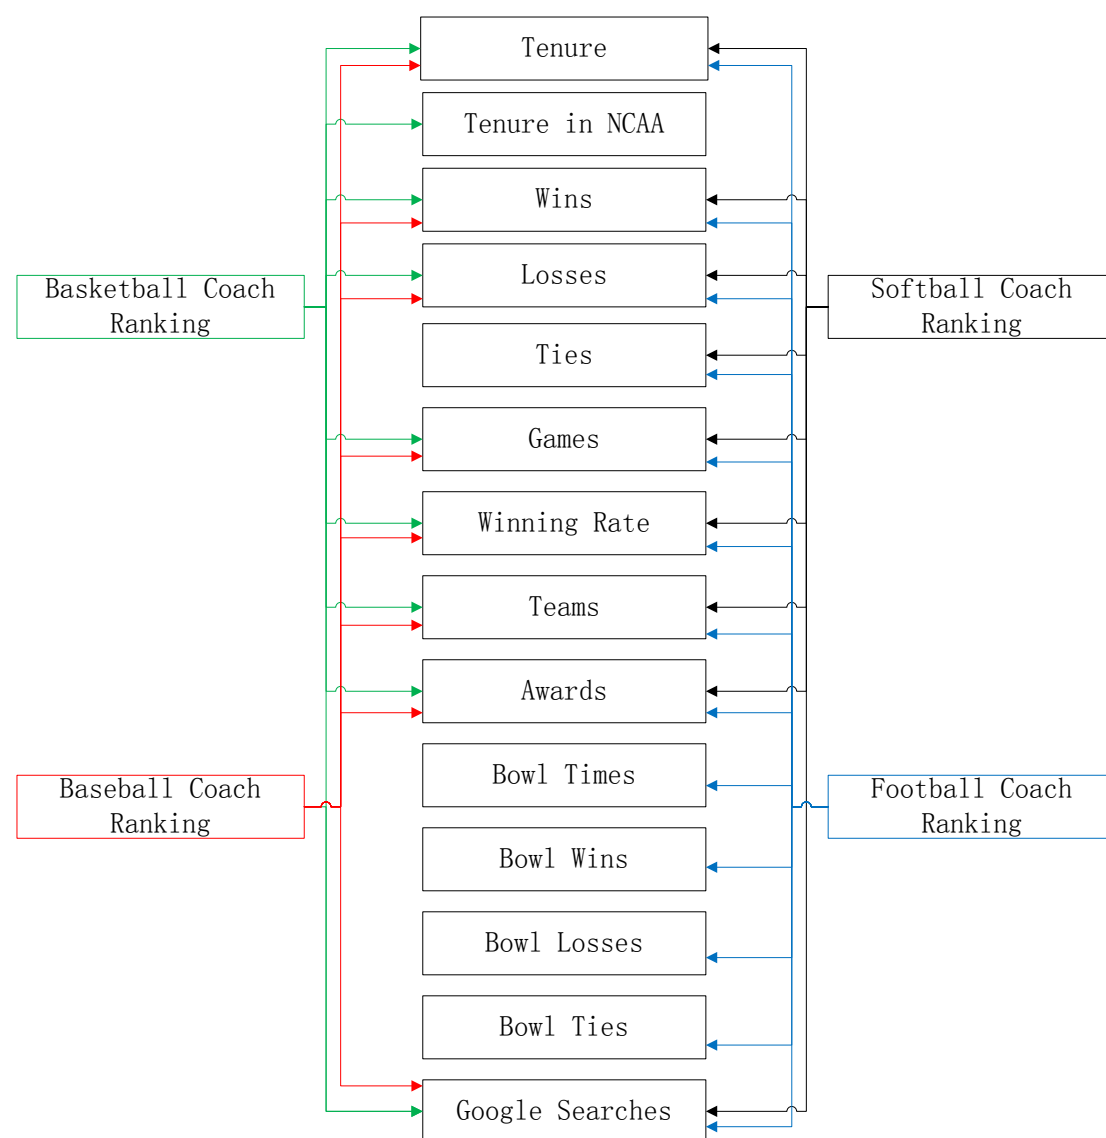 Tenure
Tenure in NCAA
Wins
Losses
Basketball Coach
Ranking
Softball Coach
Ranking
Ties
Games
Winning Rate
Teams
Awards
Bowl Times
Baseball Coach
Ranking
Football Coach
Ranking
Bowl Wins
Bowl Losses
Bowl Ties
Google Searches